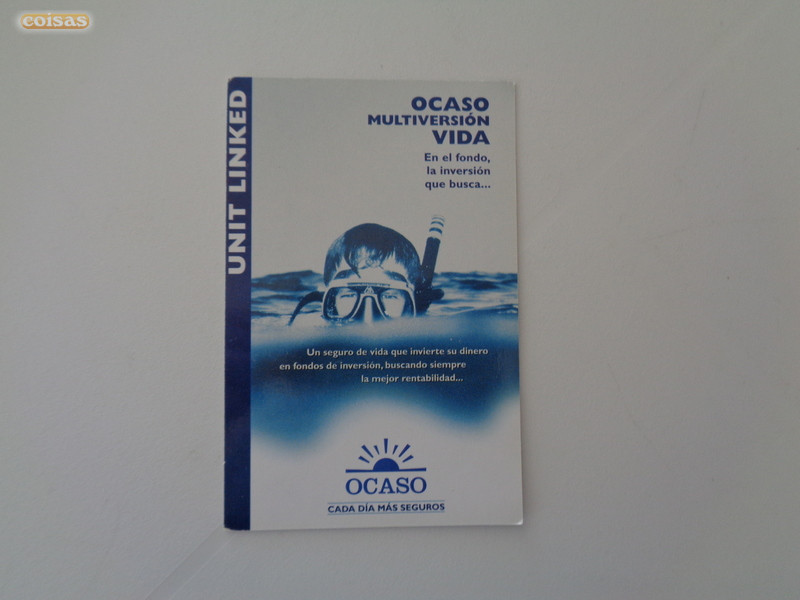 coisas
UNIT LINKED
OCASO
MULTIVERSIÓN
VIDA
En el fondo,
la inversión
que busca...
Un seguro de vida que invierte su dinero
en fondos de inversión, buscando siempre
la mejor rentabilidad...
OCASO
CADA DÍA MÁS SEGUROS